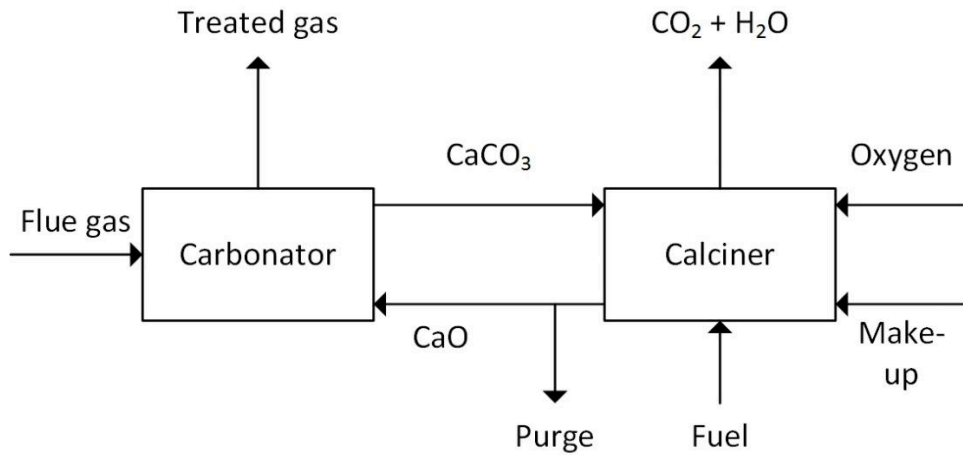 Treated gas
CO₂ + H₂O
CaCO₃
Oxygen
Flue gas
Carbonator
Calciner
CaO
Make-
up
Purge
Fuel